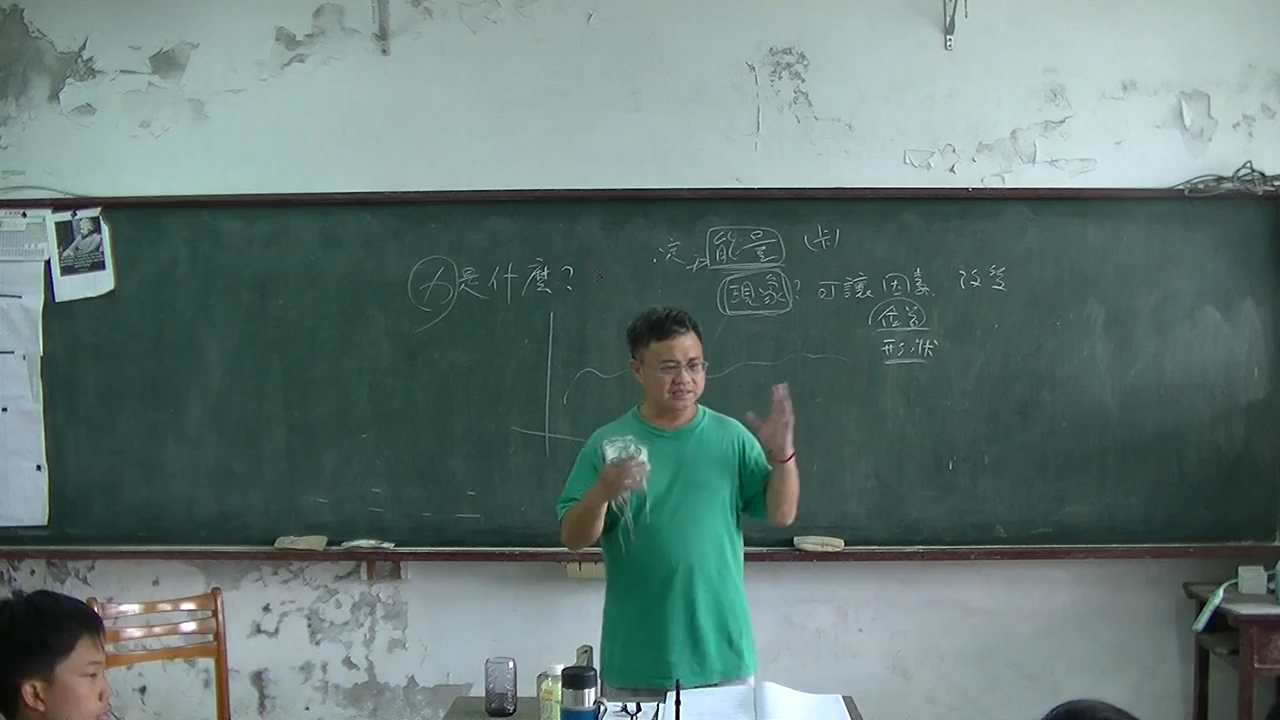 能量 (卡)
力是什麼?
現象? 可讓因素 改變
位置
形狀